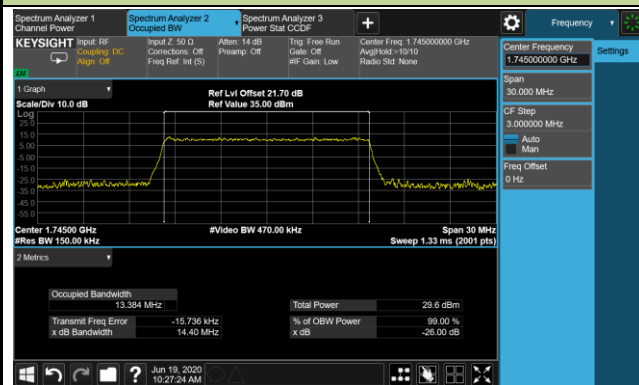 Spectrum Analyzer 1
Channel Power
Spectrum Analyzer 2
Occupied BW
Spectrum Analyzer 3
Power Stat CCDF
+
Frequency
KEYSIGHT
Input: RF
Coupling: DC
Align: Off
Input Z: 50 Ω
Corrections: Off
Freq Ref: Int (S)
Atten: 14 dB
Preamp: Off
Trig: Free Run
Gate: Off
#IF Gain: Low
Center Freq: 1.745000000 GHz
Avg|Hold:>10/10
Radio Std: None
LXI
Center Frequency
1.745000000 GHz
Settings
Span
30.000 MHz
CF Step
3.000000 MHz
Auto
Man
Freq Offset
0 Hz
1 Graph
Scale/Div 10.0 dB
Ref Lvl Offset 21.70 dB
Ref Value 35.00 dBm
Log
25.0
15.0
5.00
-5.00
-15.0
-25.0
-35.0
-45.0
-55.0
Center 1.74500 GHz
#Res BW 150.00 kHz
#Video BW 470.00 kHz
Span 30 MHz
Sweep 1.33 ms (2001 pts)
2 Metrics
Occupied Bandwidth
13.384 MHz
Total Power 29.6 dBm
Transmit Freq Error -15.736 kHz
% of OBW Power 99.00 %
x dB Bandwidth 14.40 MHz
x dB -26.00 dB
?
Jun 19, 2020
10:27:24 AM